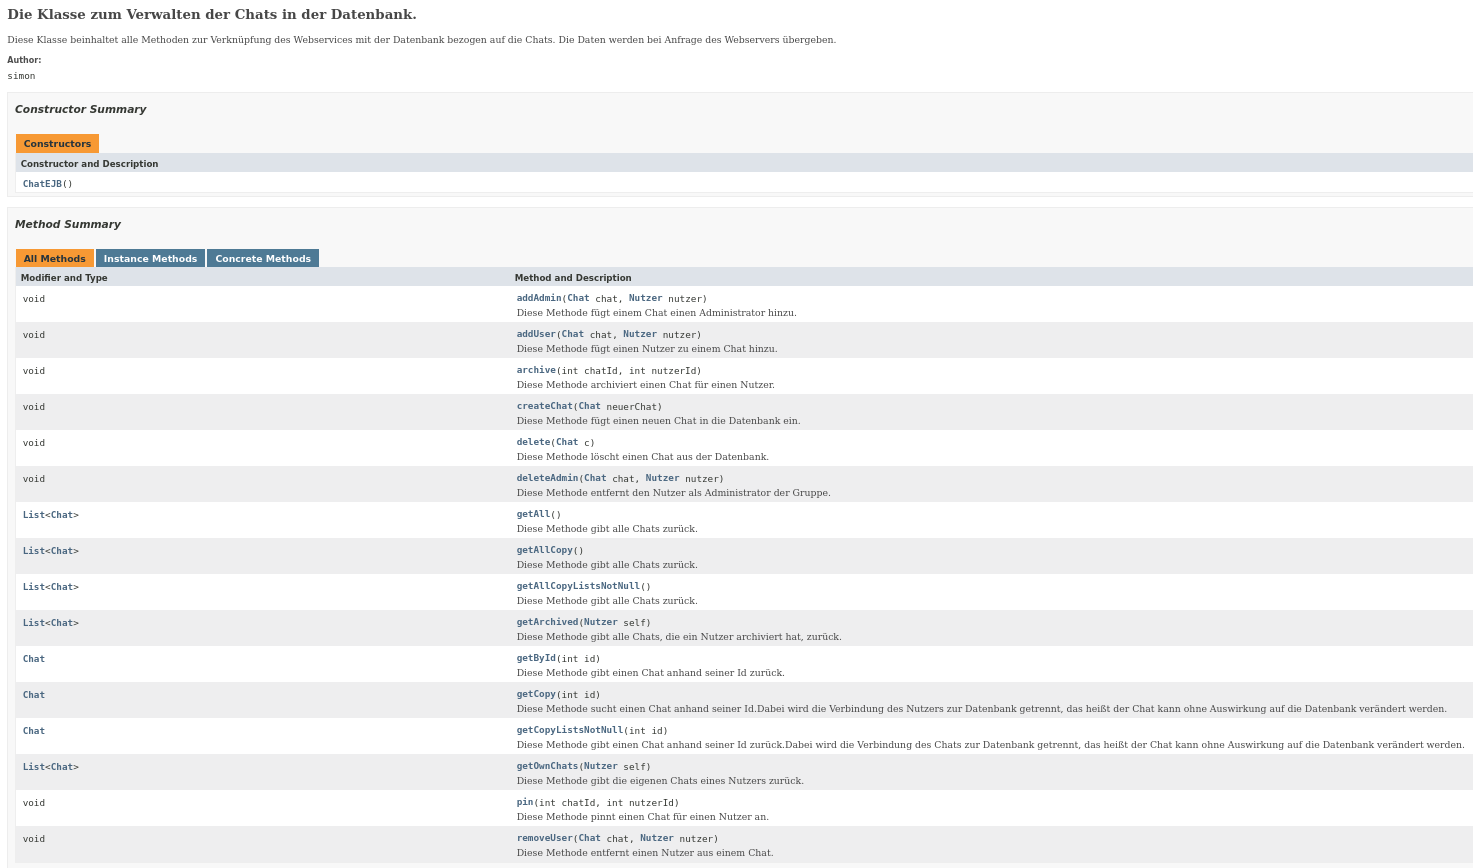 Die Klasse zum Verwalten der Chats in der Datenbank.
Diese Klasse beinhaltet alle Methoden zur Verknüpfung des Webservices mit der Datenbank bezogen auf die Chats. Die Daten werden bei Anfrage des Webservers übergeben.
Author:
simon
Constructor Summary
Constructors
Constructor and Description
ChatEJB()
Method Summary
All Methods Instance Methods Concrete Methods
Modifier and Type Method and Description
void addAdmin(Chat chat, Nutzer nutzer)
Diese Methode fügt einem Chat einen Administrator hinzu.
void addUser(Chat chat, Nutzer nutzer)
Diese Methode fügt einen Nutzer zu einem Chat hinzu.
void archive(int chatId, int nutzerId)
Diese Methode archiviert einen Chat für einen Nutzer.
void createChat(Chat neuerChat)
Diese Methode fügt einen neuen Chat in die Datenbank ein.
void delete(Chat c)
Diese Methode löscht einen Chat aus der Datenbank.
void deleteAdmin(Chat chat, Nutzer nutzer)
Diese Methode entfernt den Nutzer als Administrator der Gruppe.
List<Chat> getAll()
Diese Methode gibt alle Chats zurück.
List<Chat> getAllCopy()
Diese Methode gibt alle Chats zurück.
List<Chat> getAllCopyListsNotNull()
Diese Methode gibt alle Chats zurück.
List<Chat> getArchived(Nutzer self)
Diese Methode gibt alle Chats, die ein Nutzer archiviert hat, zurück.
Chat getById(int id)
Diese Methode gibt einen Chat anhand seiner Id zurück.
Chat getCopy(int id)
Diese Methode sucht einen Chat anhand seiner Id.Dabei wird die Verbindung des Nutzers zur Datenbank getrennt, das heißt der Chat kann ohne Auswirkung auf die Datenbank verändert werden.
Chat getCopyListsNotNull(int id)
Diese Methode gibt einen Chat anhand seiner Id zurück.Dabei wird die Verbindung des Chats zur Datenbank getrennt, das heißt der Chat kann ohne Auswirkung auf die Datenbank verändert werden.
List<Chat> getOwnChats(Nutzer self)
Diese Methode gibt die eigenen Chats eines Nutzers zurück.
void pin(int chatId, int nutzerId)
Diese Methode pinnt einen Chat für einen Nutzer an.
void removeUser(Chat chat, Nutzer nutzer)
Diese Methode entfernt einen Nutzer aus einem Chat.